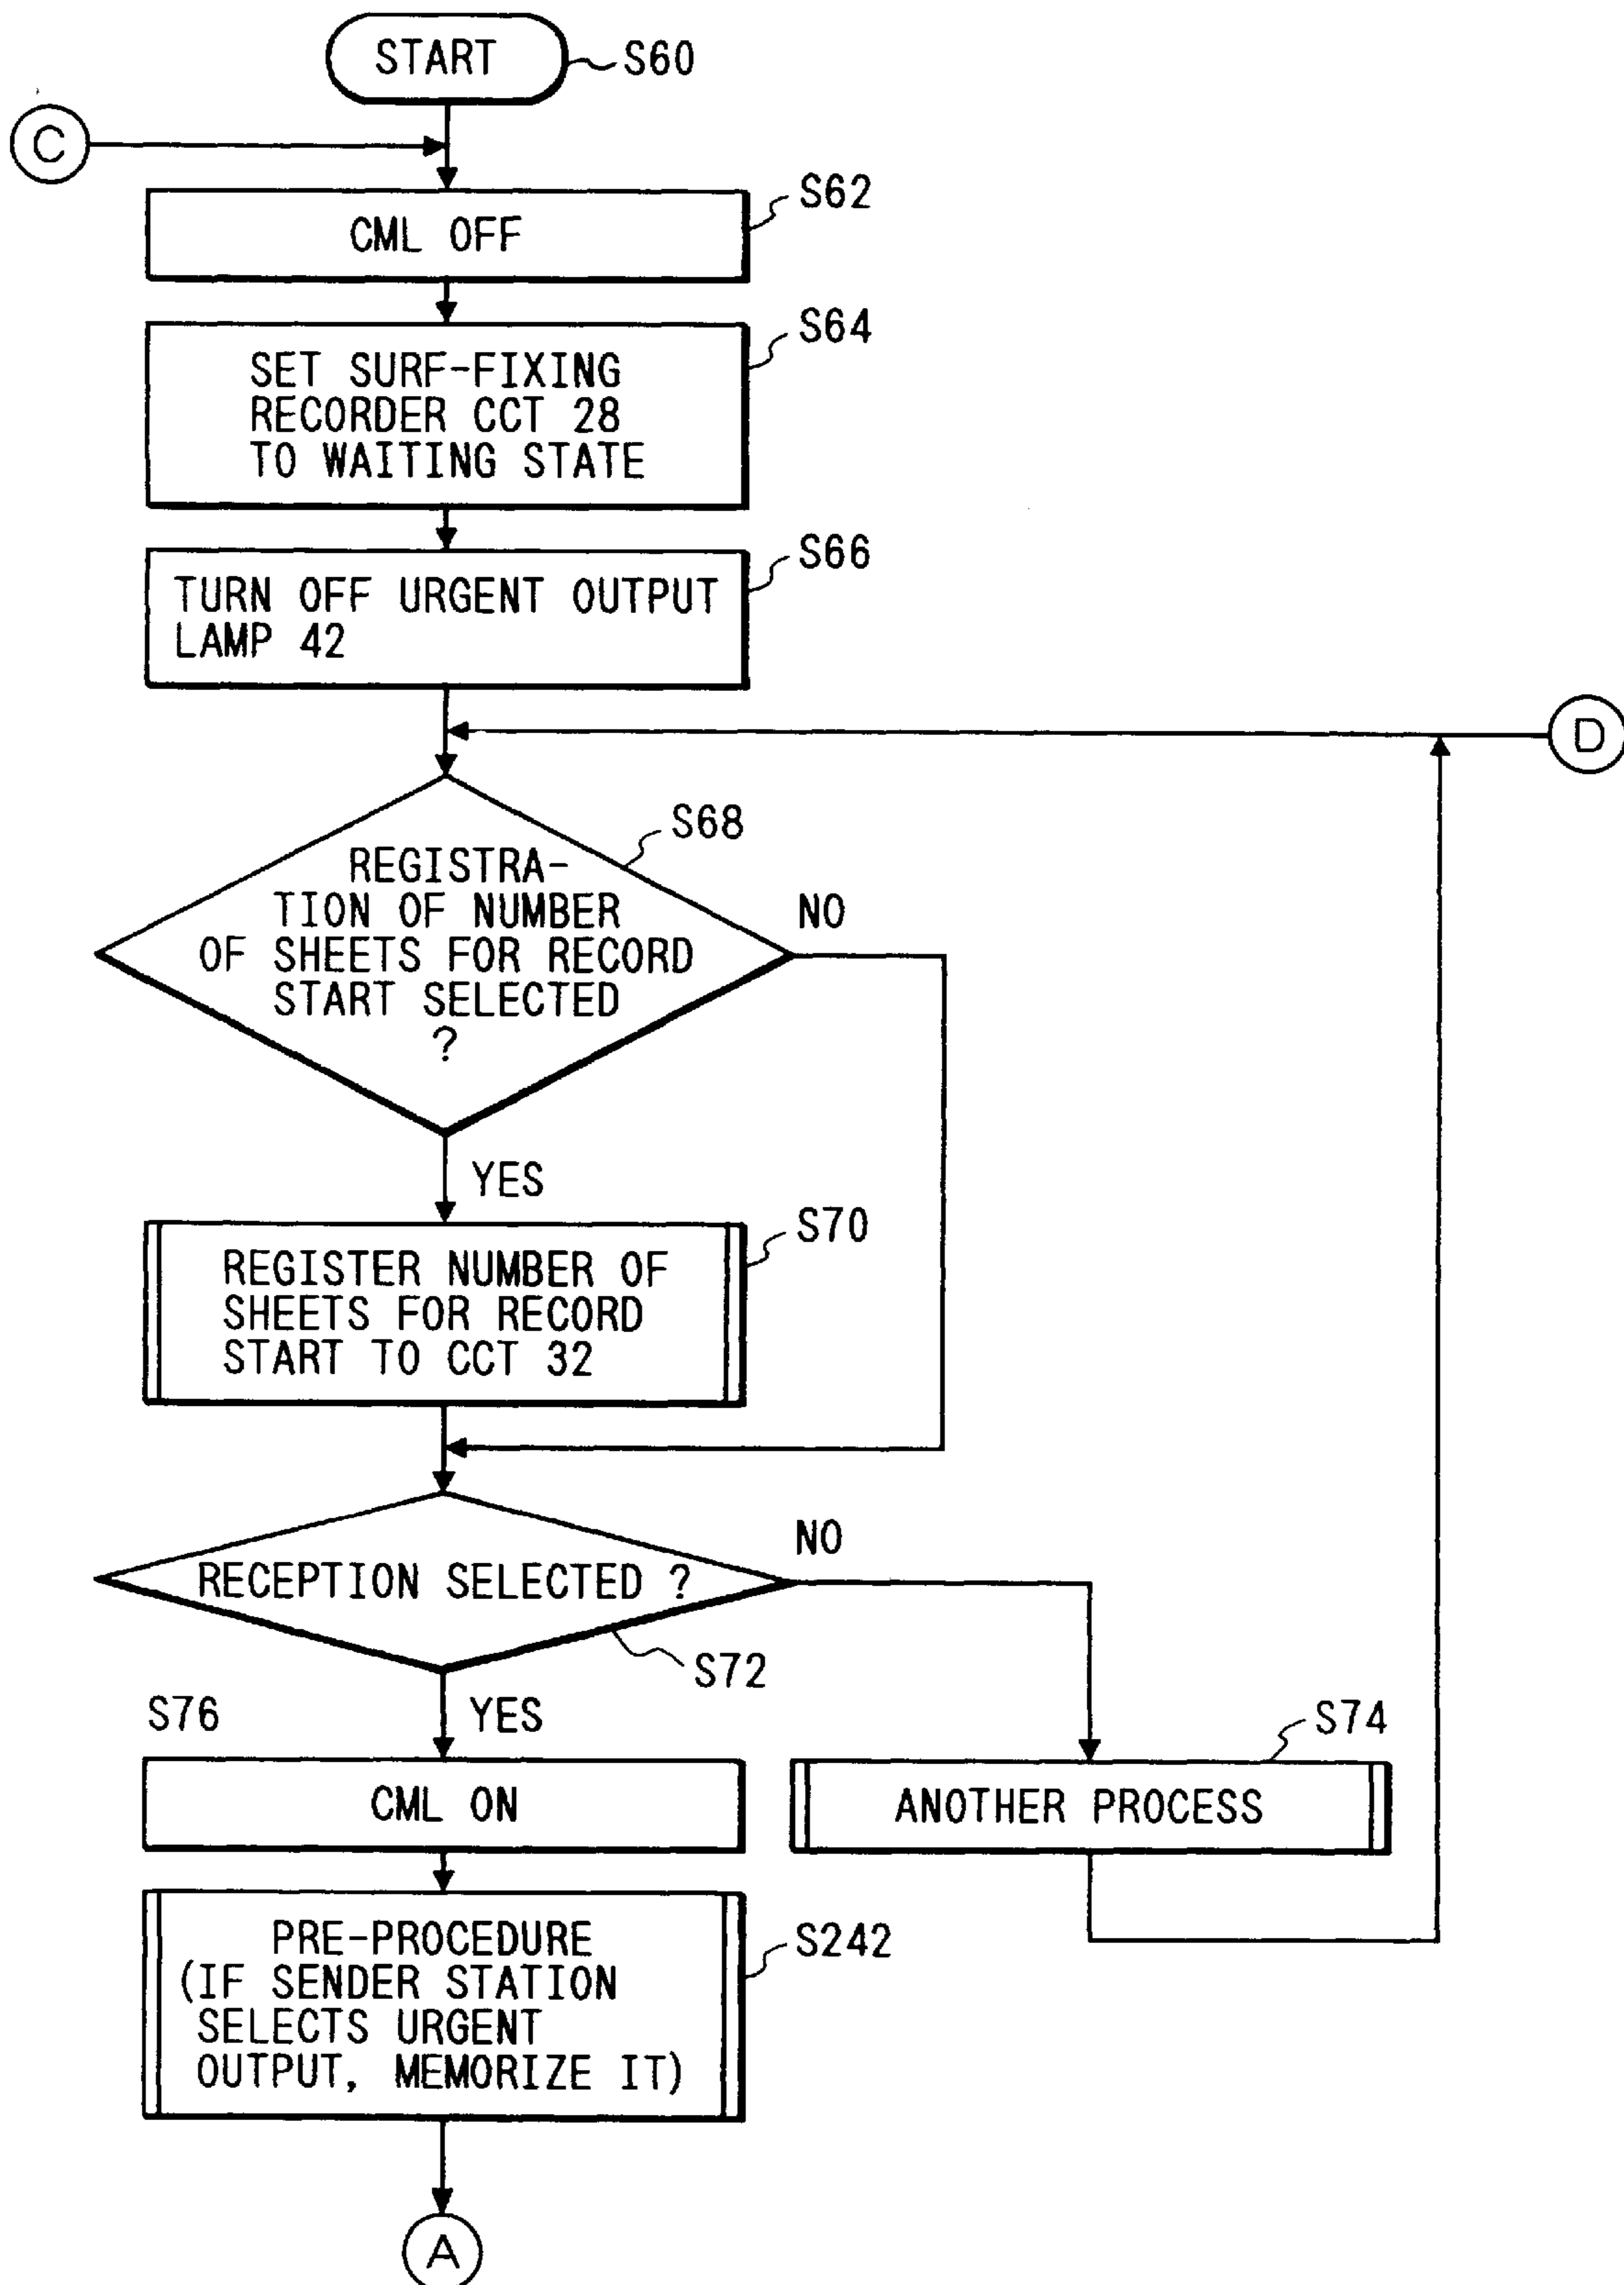 START
S60
C
S62
CML OFF
S64
SET SURF-FIXING
RECORDER CCT 28
TO WAITING STATE
S66
TURN OFF URGENT OUTPUT
LAMP 42
D
S68
REGISTRA-
TION OF NUMBER
OF SHEETS FOR RECORD
START SELECTED
?
NO
YES
S70
REGISTER NUMBER OF
SHEETS FOR RECORD
START TO CCT 32
NO
RECEPTION SELECTED ?
S72
S76
YES
S74
CML ON
ANOTHER PROCESS
PRE-PROCEDURE
(IF SENDER STATION
SELECTS URGENT
OUTPUT, MEMORIZE IT)
S242
A